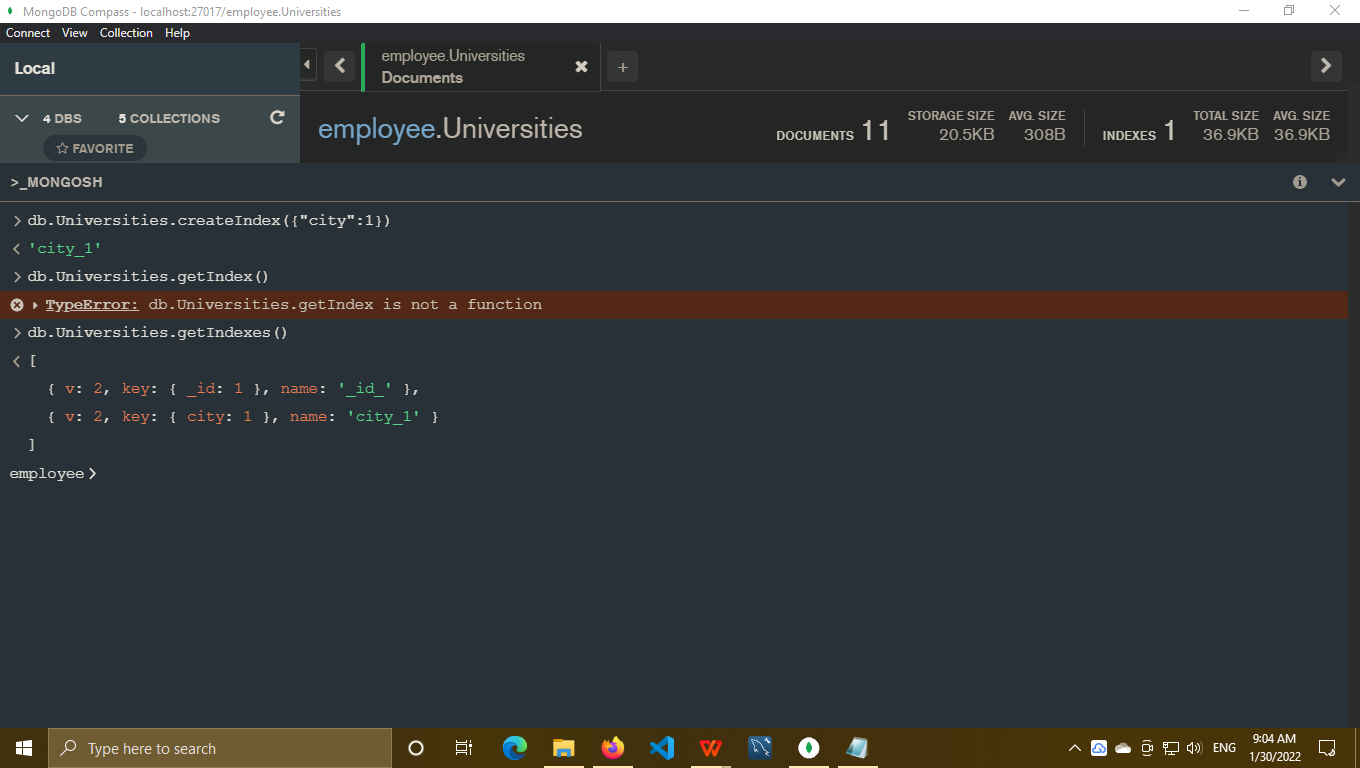 MongoDB Compass - localhost:27017/employee.Universities
Connect View Collection Help
Local
employee.Universities
Documents
+
4 DBS 5 COLLECTIONS
FAVORITE
employee.Universities
DOCUMENTS 11
STORAGE SIZE 20.5KB
AVG. SIZE 308B
INDEXES 1
TOTAL SIZE 36.9KB
AVG. SIZE 36.9KB
>_MONGOSH
> db.Universities.createIndex({"city":1})
< 'city_1'
> db.Universities.getIndex()
TypeError: db.Universities.getIndex is not a function
> db.Universities.getIndexes()
< [
{ v: 2, key: { _id: 1 }, name: '_id_' },
{ v: 2, key: { city: 1 }, name: 'city_1' }
]
employee>
Type here to search
ENG
9:04 AM
1/30/2022